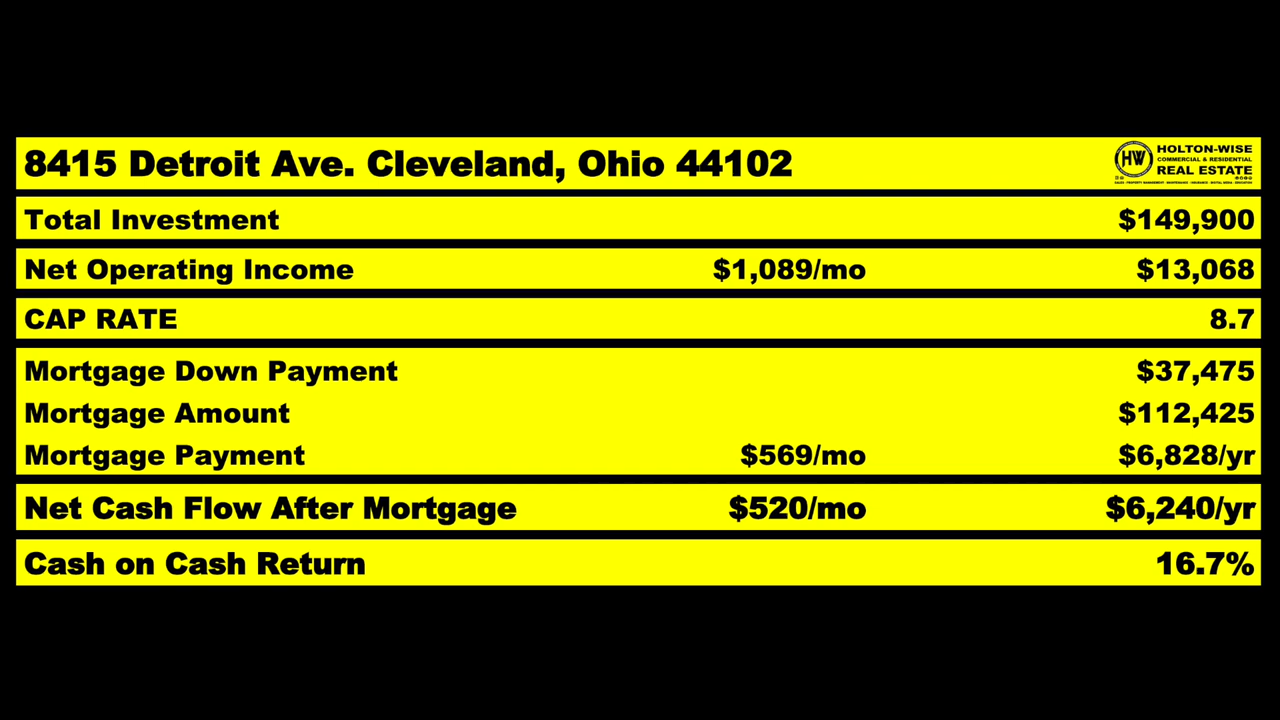 8415 Detroit Ave. Cleveland, Ohio 44102
HW
HOLTON-WISE
COMMERCIAL & RESIDENTIAL
REAL ESTATE
Total Investment $149,900
Net Operating Income $1,089/mo $13,068
CAP RATE 8.7
Mortgage Down Payment $37,475
Mortgage Amount $112,425
Mortgage Payment $569/mo $6,828/yr
Net Cash Flow After Mortgage $520/mo $6,240/yr
Cash on Cash Return 16.7%